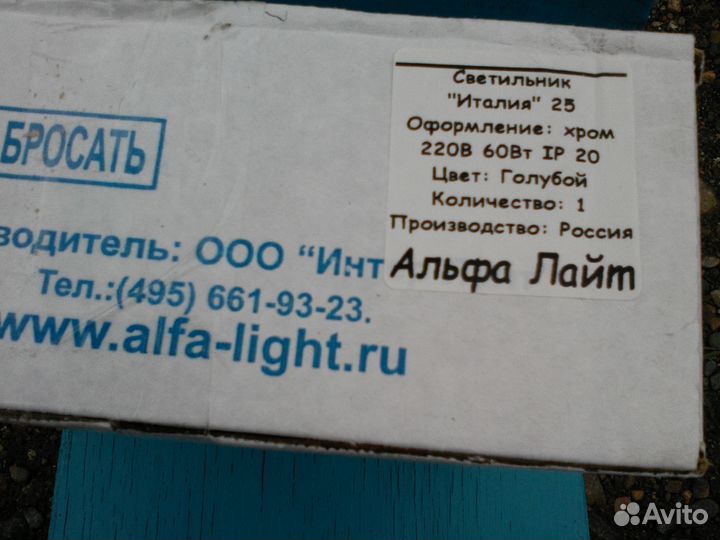 Светильник
"Италия" 25
Оформление: хром
220В 60Вт IP 20
Цвет: Голубой
Количество: 1
Производство: Россия
Альфа Лайт
БРОСАТЬ
водитель: ООО "Инт
Тел.:(495) 661-93-23.
www.alfa-light.ru
Avito